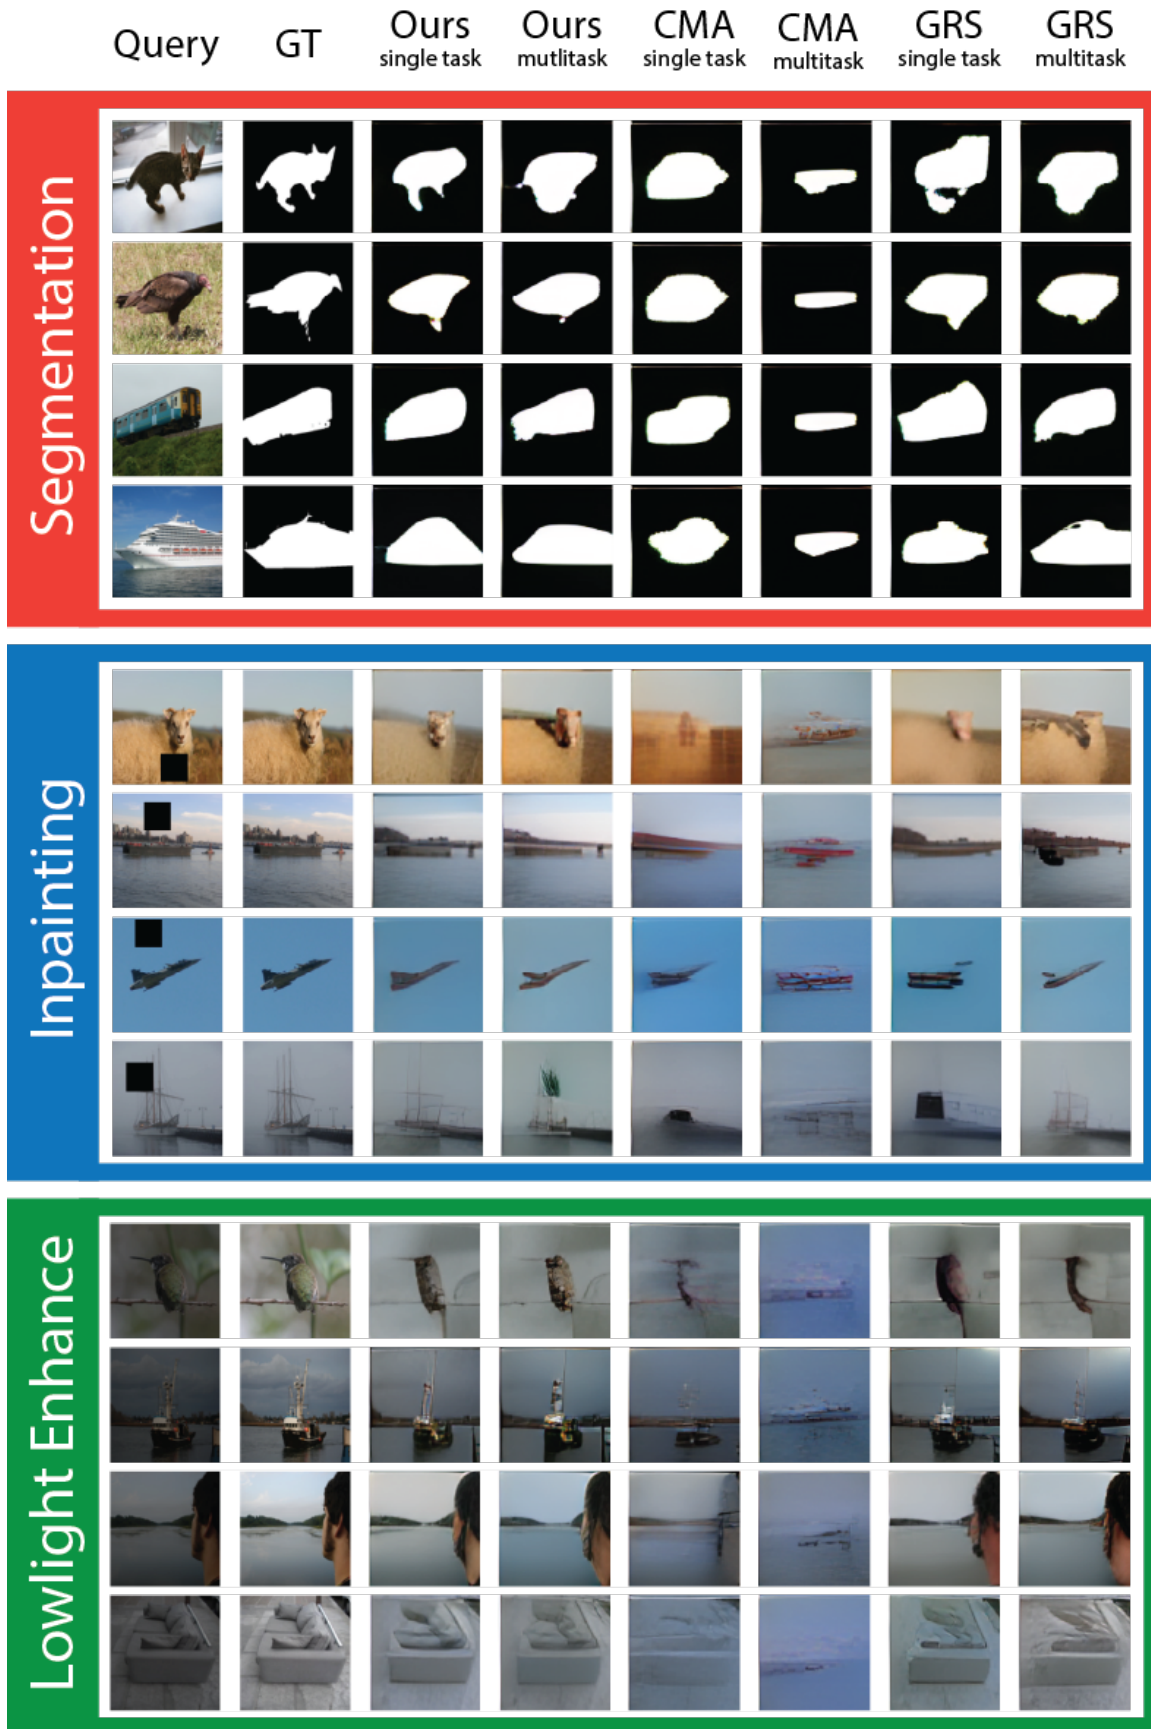 Query GT Ours Ours CMA CMA GRS GRS
single task mutlitask single task multitask single task multitask
Segmentation
Inpainting
Lowlight Enhance